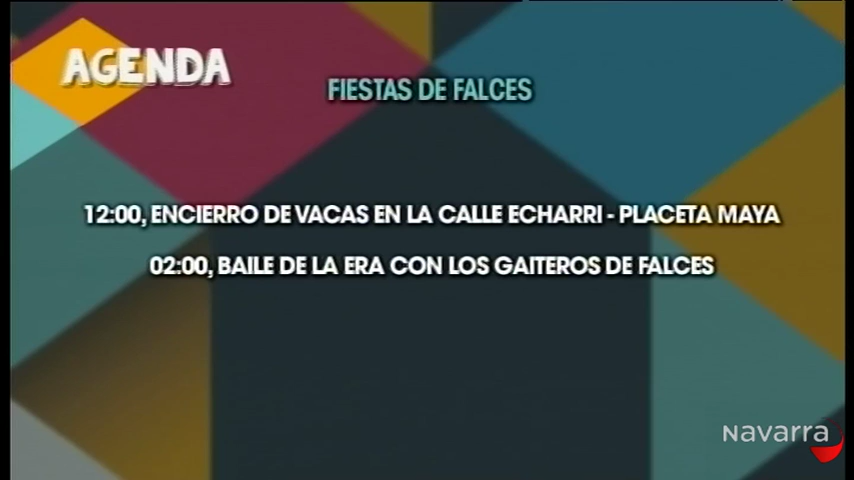 AGENDA
FIESTAS DE FALCES
12:00, ENCIERRO DE VACAS EN LA CALLE ECHARRI - PLACETA MAYA
02:00, BAILE DE LA ERA CON LOS GAITEROS DE FALCES
Navarra